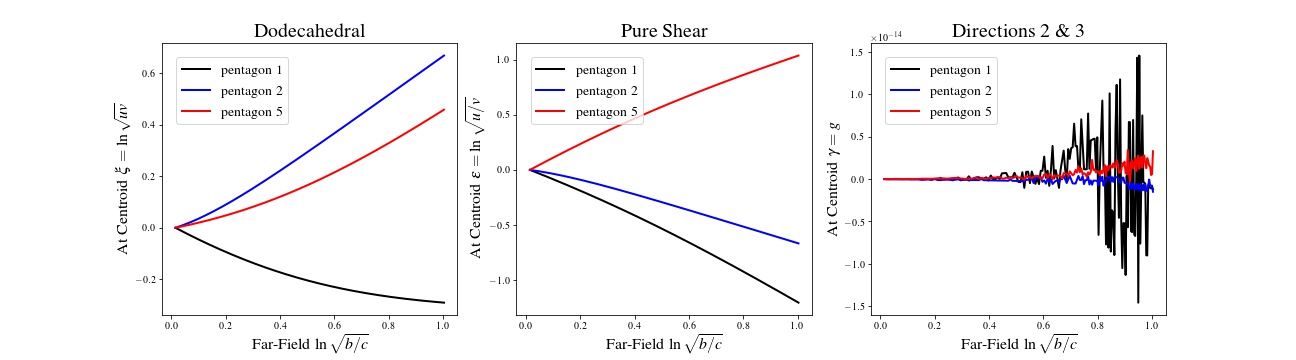 Dodecahedral
pentagon 1
pentagon 2
pentagon 5
0.6
0.4
0.2
0.0
−0.2
0.0 0.2 0.4 0.6 0.8 1.0
At Centroid ξ = ln √uv
Far-Field ln √b/c
Pure Shear
pentagon 1
pentagon 2
pentagon 5
1.0
0.5
0.0
−0.5
−1.0
0.0 0.2 0.4 0.6 0.8 1.0
At Centroid ε = ln √u/v
Far-Field ln √b/c
Directions 2 & 3
×10−14
pentagon 1
pentagon 2
pentagon 5
1.5
1.0
0.5
0.0
−0.5
−1.0
−1.5
0.0 0.2 0.4 0.6 0.8 1.0
At Centroid γ = g
Far-Field ln √b/c